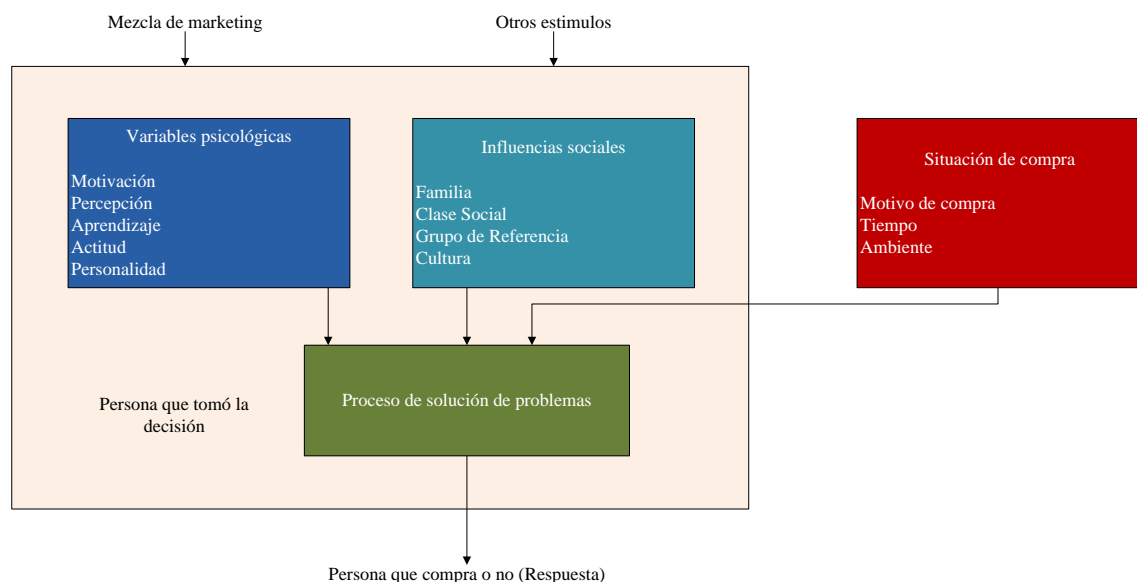 Mezcla de marketing
Otros estimulos
Variables psicológicas
Motivación
Percepción
Aprendizaje
Actitud
Personalidad
Influencias sociales
Familia
Clase Social
Grupo de Referencia
Cultura
Situación de compra
Motivo de compra
Tiempo
Ambiente
Proceso de solución de problemas
Persona que tomó la
decisión
Persona que compra o no (Respuesta)